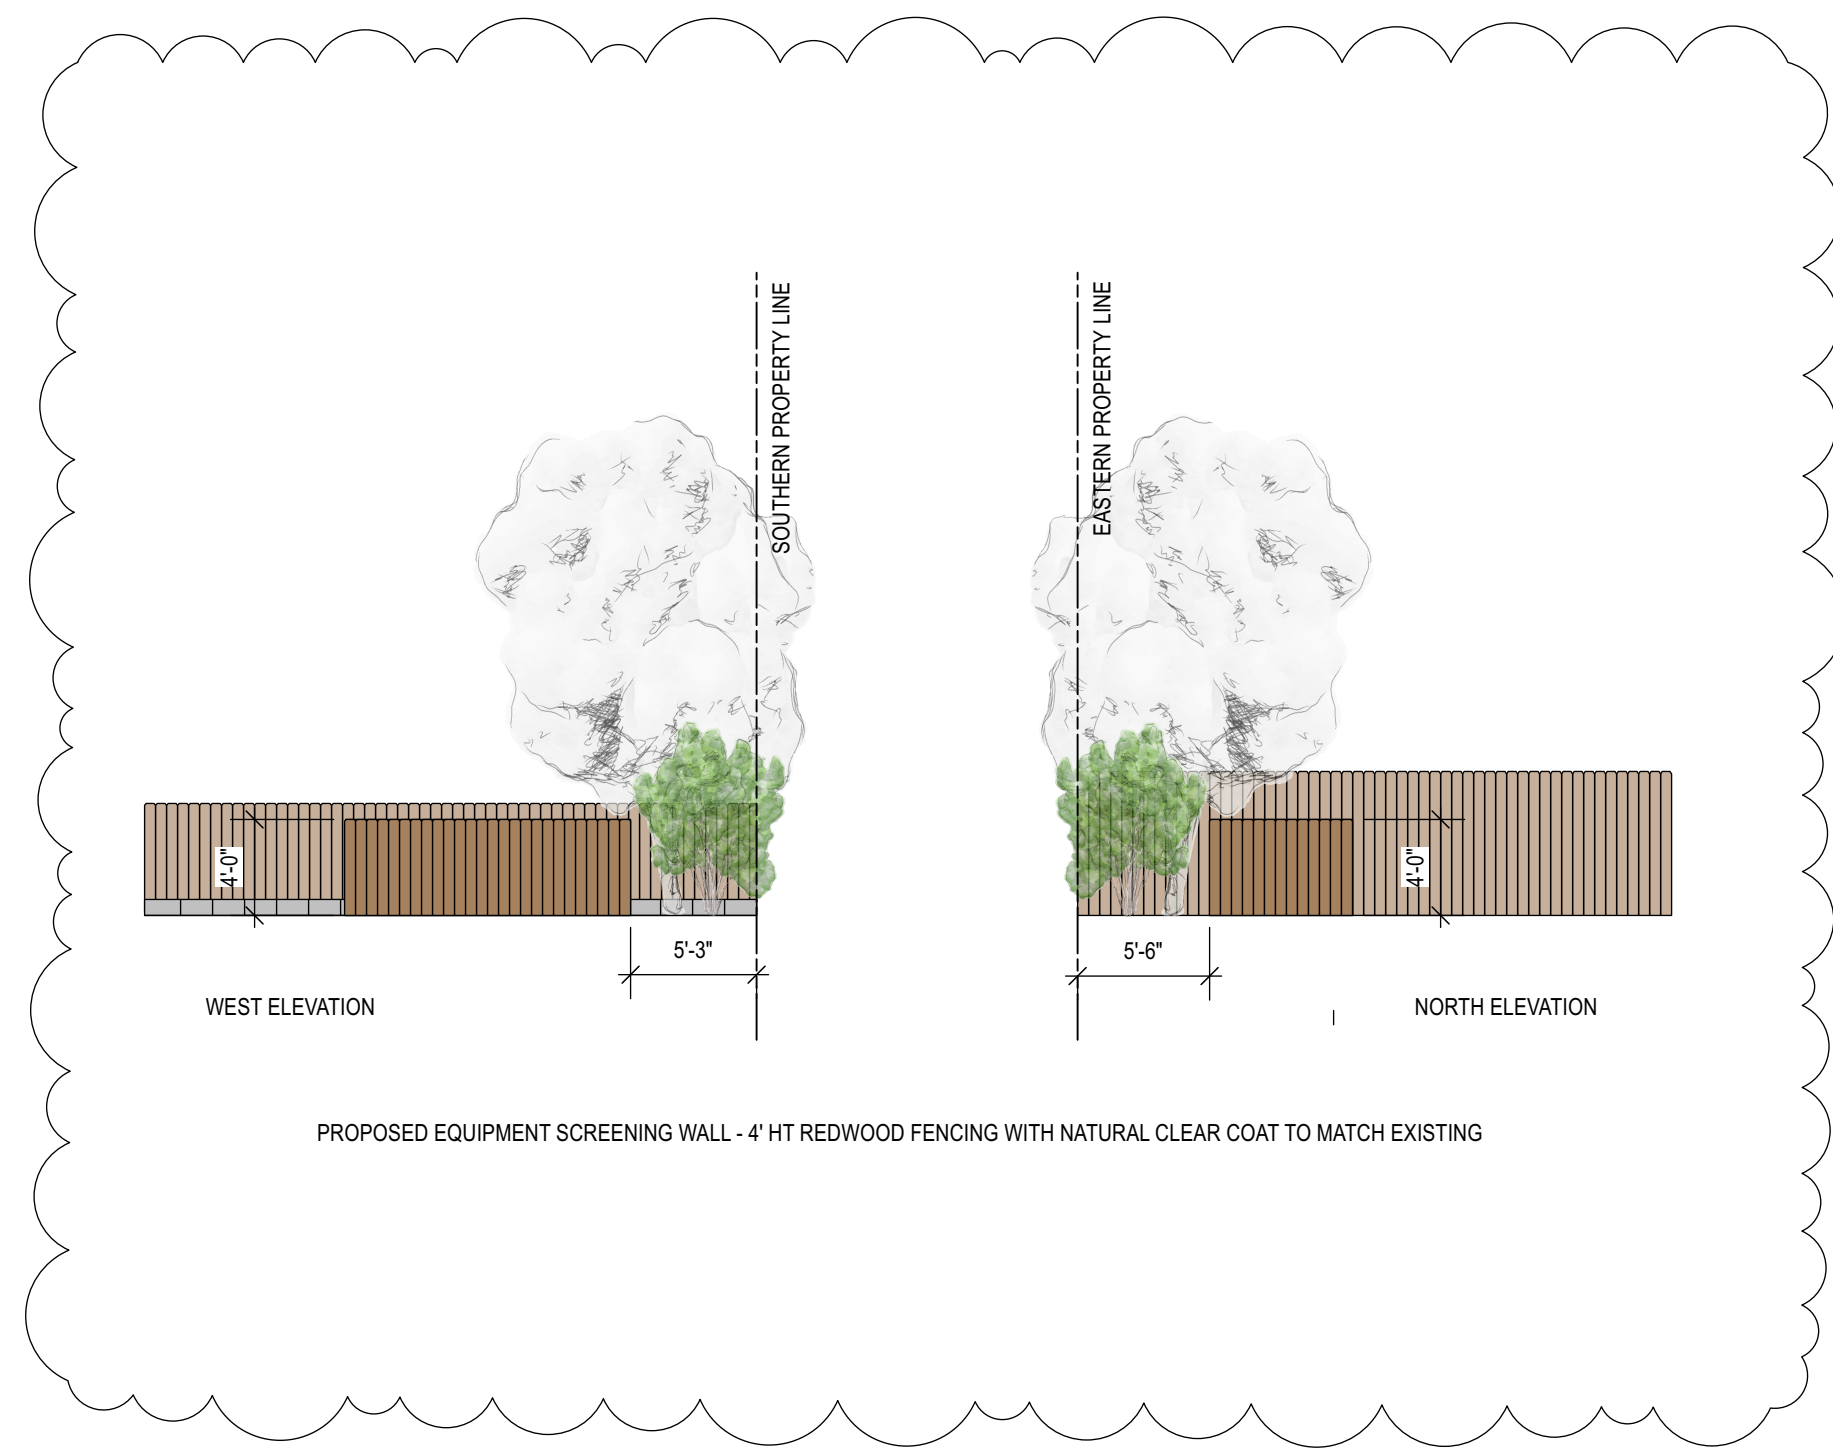 SOUTHERN PROPERTY LINE
EASTERN PROPERTY LINE
4'-0"
4'-0"
5'-3"
5'-6"
WEST ELEVATION
NORTH ELEVATION
PROPOSED EQUIPMENT SCREENING WALL - 4' HT REDWOOD FENCING WITH NATURAL CLEAR COAT TO MATCH EXISTING